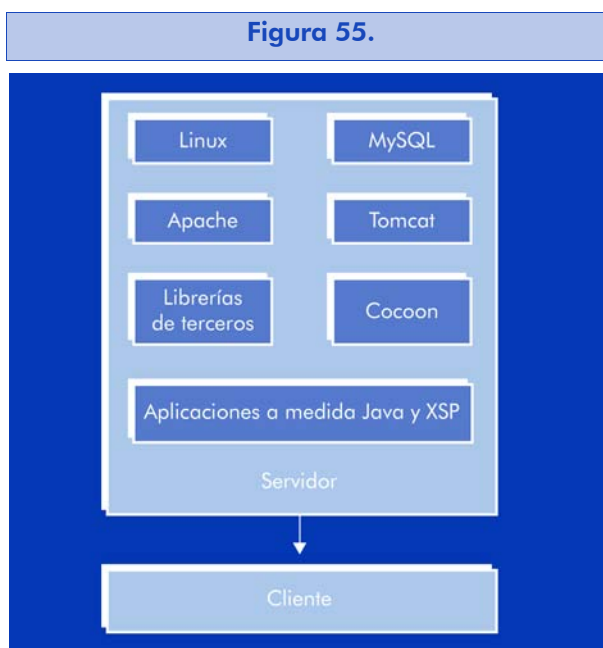 Figura 55.
Linux
MySQL
Apache
Tomcat
Librerías
de terceros
Cocoon
Aplicaciones a medida Java y XSP
Servidor
Cliente